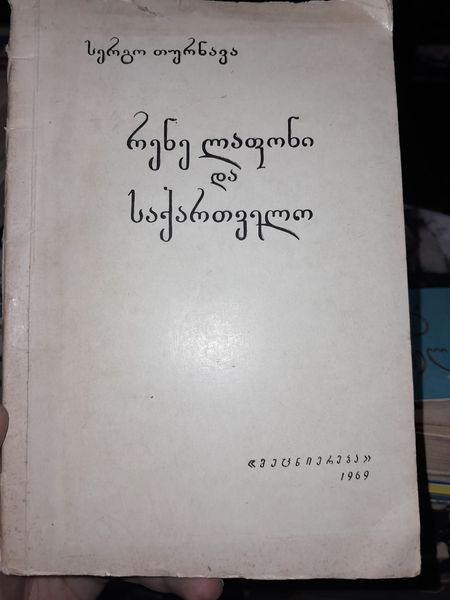 სერგო თურნავა
რენე ლაფონი
და
საქართველო
«მეცნიერება»
1969